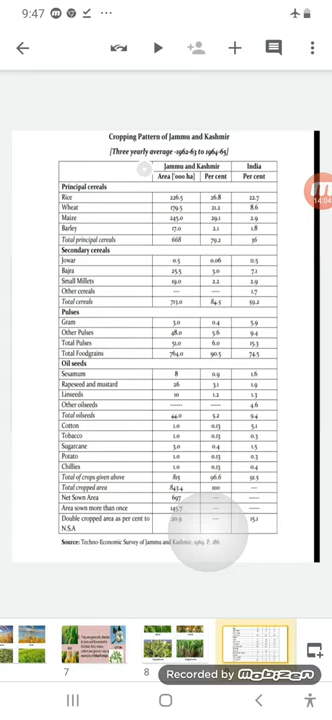 9:47
14:04
Cropping Pattern of Jammu and Kashmir
[Three yearly average -1962-63 to 1964-65]
Jammu and Kashmir India
Area ['000 ha] Per cent Per cent
Principal cereals
Rice 226.5 26.8 22.7
Wheat 179.5 21.2 8.6
Maize 245.0 29.1 2.9
Barley 17.0 2.1 1.8
Total principal cereals 668 79.2 36
Secondary cereals
Jowar 0.5 0.06 11.5
Bajra 25.5 3.0 7.1
Small Millets 19.0 2.2 2.9
Other cereals — — 1.7
Total cereals 713.0 84.5 59.2
Pulses
Gram 3.0 0.4 5.9
Other Pulses 48.0 5.6 9.4
Total Pulses 51.0 6.0 15.3
Total Foodgrains 764.0 90.5 74.5
Oil seeds
Sesamum 8 0.9 1.6
Rapeseed and mustard 26 3.1 1.9
Linseeds 10 1.2 1.3
Other oilseeds ------ ----- 4.6
Total oilseeds 44.0 5.2 9.4
Cotton 1.0 0.13 5.1
Tobacco 1.0 0.13 0.3
Sugarcane 3.0 0.4 1.5
Potato 1.0 0.13 0.3
Chillies 1.0 0.13 0.4
Total of crops given above 815 96.6 91.5
Total cropped area 843.4 100 —
Net Sown Area 697 — -----
Area sown more than once 145.7 — -----
Double cropped area as per cent to N.S.A 20.9 — 15.1
Source: Techno-Economic Survey of Jammu and Kashmir, 1969, P. 186.
7
8
Recorded by mobizen